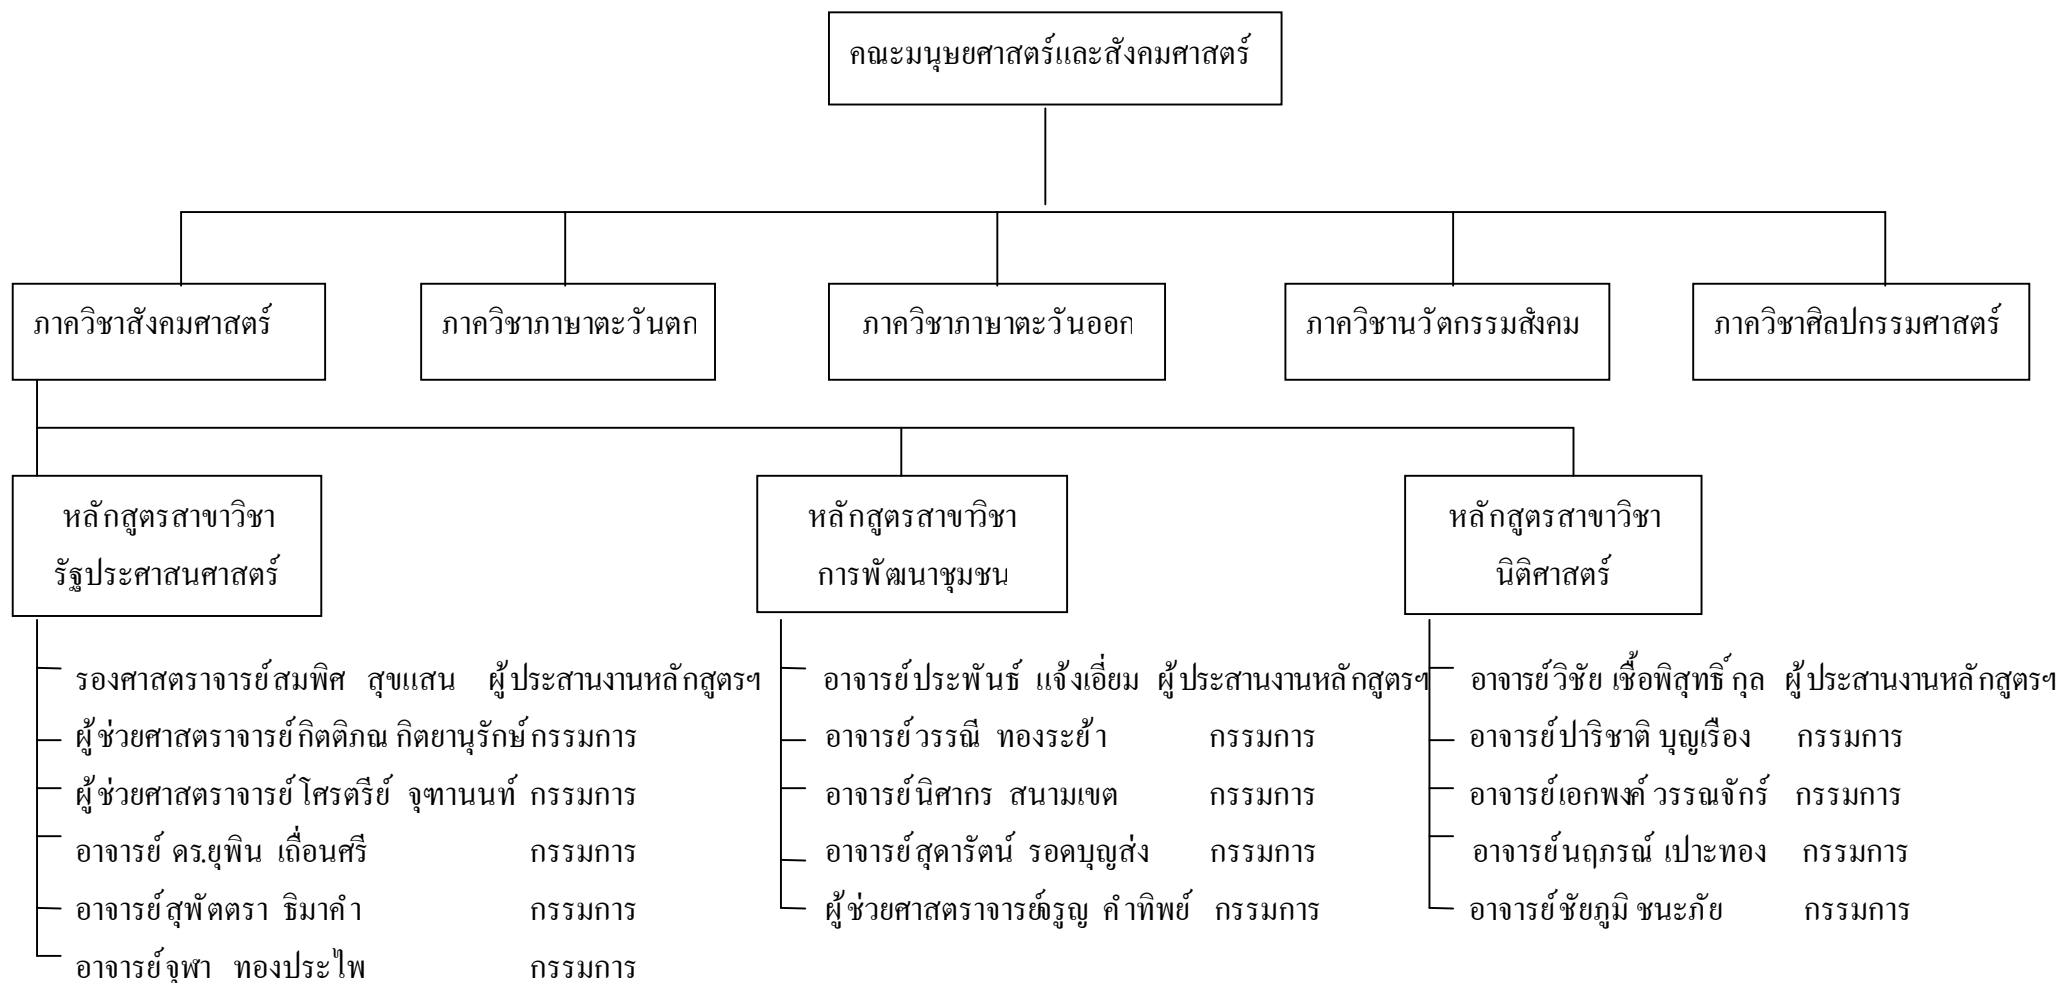 คณะมนุษยศาสตร์และสังคมศาสตร์
ภาควิชาสังคมศาสตร์
ภาควิชาภาษาตะวันตก
ภาควิชาภาษาตะวันออก
ภาควิชานวัตกรรมสังคม
ภาควิชาศิลปกรรมศาสตร์
หลักสูตรสาขาวิชา
รัฐประศาสนศาสตร์
รองศาสตราจารย์สมพิศ สุขแสน ผู้ประสานงานหลักสูตรฯ
ผู้ช่วยศาสตราจารย์กิตติภณ กิตยานุรักษ์ กรรมการ
ผู้ช่วยศาสตราจารย์โศรตรีย์ จุฑานนท์ กรรมการ
อาจารย์ ดร.ยุพิน เถื่อนศรี กรรมการ
อาจารย์สุพัตตรา ธิมาคำ กรรมการ
อาจารย์จุฬา ทองประไพ กรรมการ
หลักสูตรสาขาวิชา
การพัฒนาชุมชน
อาจารย์ประพันธ์ แจ้งเอี่ยม ผู้ประสานงานหลักสูตรฯ
อาจารย์วรรณี ทองระย้า กรรมการ
อาจารย์นิศากร สนามเขต กรรมการ
อาจารย์สุดารัตน์ รอดบุญส่ง กรรมการ
ผู้ช่วยศาสตราจารย์จรูญ คำทิพย์ กรรมการ
หลักสูตรสาขาวิชา
นิติศาสตร์
อาจารย์วิชัย เชื้อพิสุทธิ์กุล ผู้ประสานงานหลักสูตรฯ
อาจารย์ปาริชาติ บุญเรือง กรรมการ
อาจารย์เอกพงศ์ วรรณจักร์ กรรมการ
อาจารย์นฤภรณ์ เปาะทอง กรรมการ
อาจารย์ชัยภูมิ ชนะภัย กรรมการ